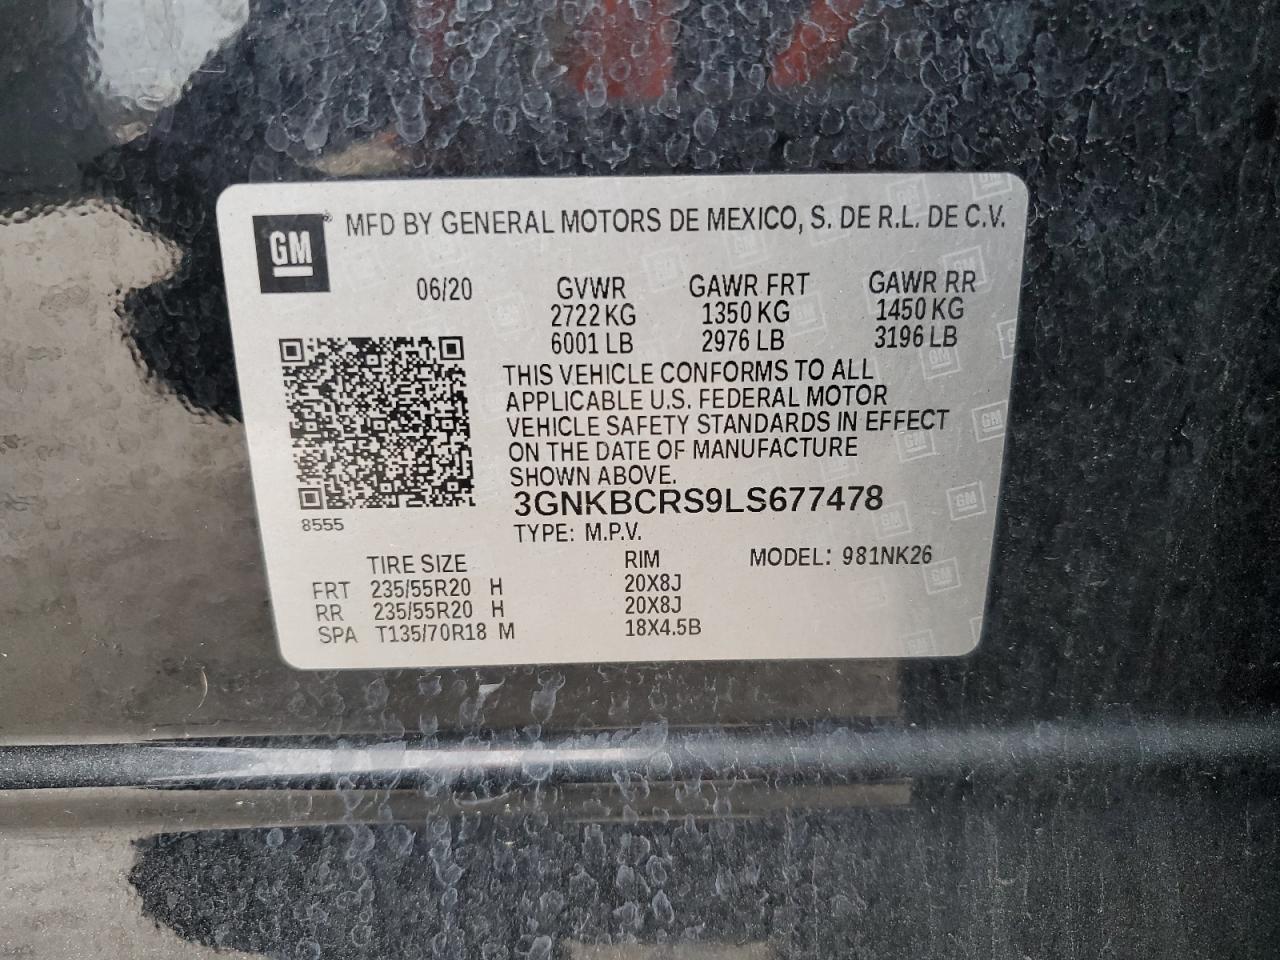 GM ® MFD BY GENERAL MOTORS DE MEXICO, S. DE R.L. DE C.V.
06/20 GVWR GAWR FRT GAWR RR
2722 KG 1350 KG 1450 KG
6001 LB 2976 LB 3196 LB
THIS VEHICLE CONFORMS TO ALL
APPLICABLE U.S. FEDERAL MOTOR
VEHICLE SAFETY STANDARDS IN EFFECT
ON THE DATE OF MANUFACTURE
SHOWN ABOVE.
3GNKBCRS9LS677478
8555
TYPE: M.P.V.
TIRE SIZE RIM MODEL: 981NK26
FRT 235/55R20 H 20X8J
RR 235/55R20 H 20X8J
SPA T135/70R18 M 18X4.5B